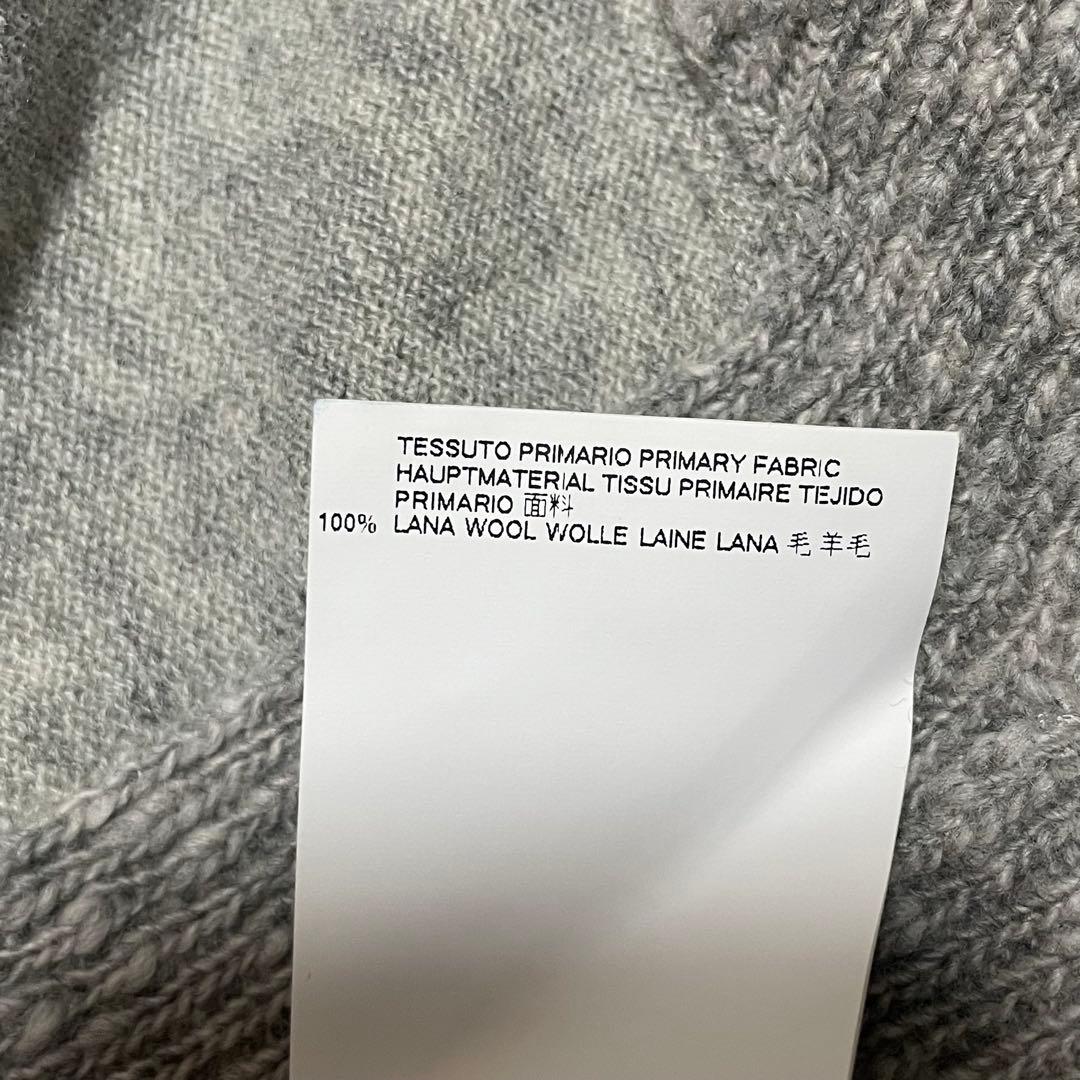 TESSUTO PRIMARIO PRIMARY FABRIC
HAUPTMATERIAL TISSU PRIMAIRE TEJIDO
PRIMARIO 面料
100% LANA WOOL WOLLE LAINE LANA 毛 羊毛